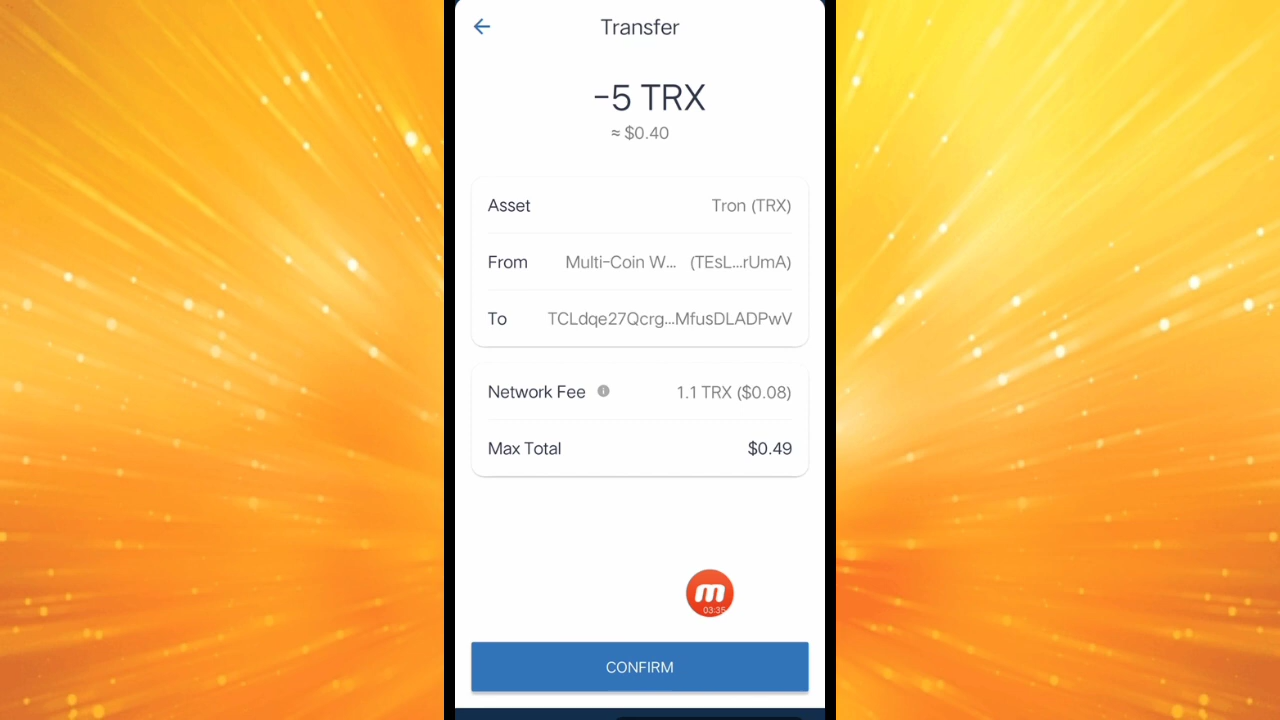 Transfer
-5 TRX
≈ $0.40
Asset Tron (TRX)
From Multi-Coin W... (TEsL...rUmA)
To TCLdqe27Qcrg...MfusDLADPwV
Network Fee i 1.1 TRX ($0.08)
Max Total $0.49
m
03:35
CONFIRM